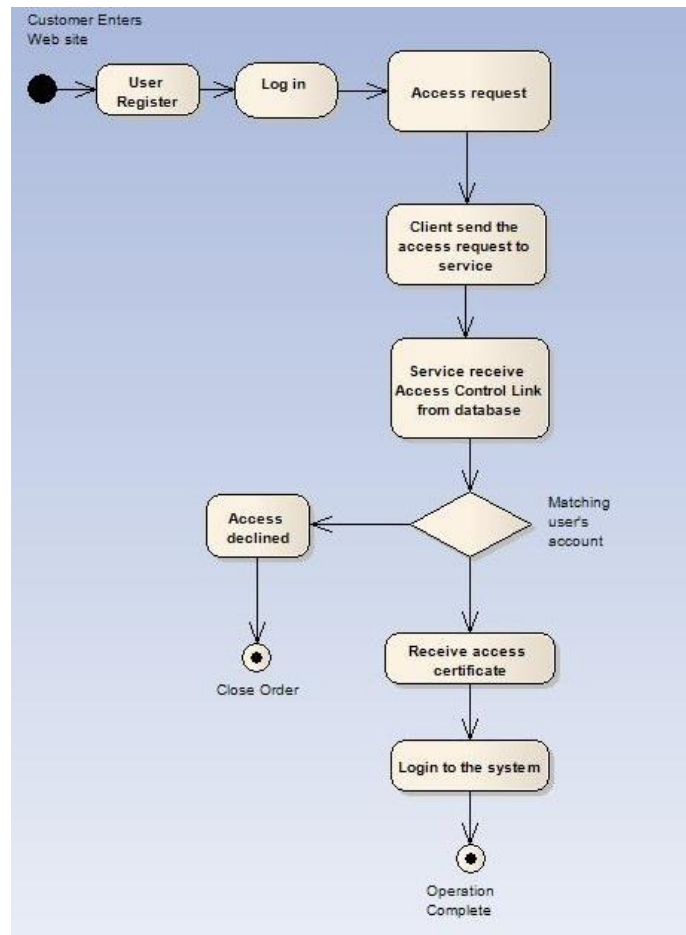 Customer Enters
Web site
User
Register
Log in
Access request
Client send the
access request to
service
Service receive
Access Control Link
from database
Matching
user's
account
Access
declined
Receive access
certificate
Close Order
Login to the system
Operation
Complete